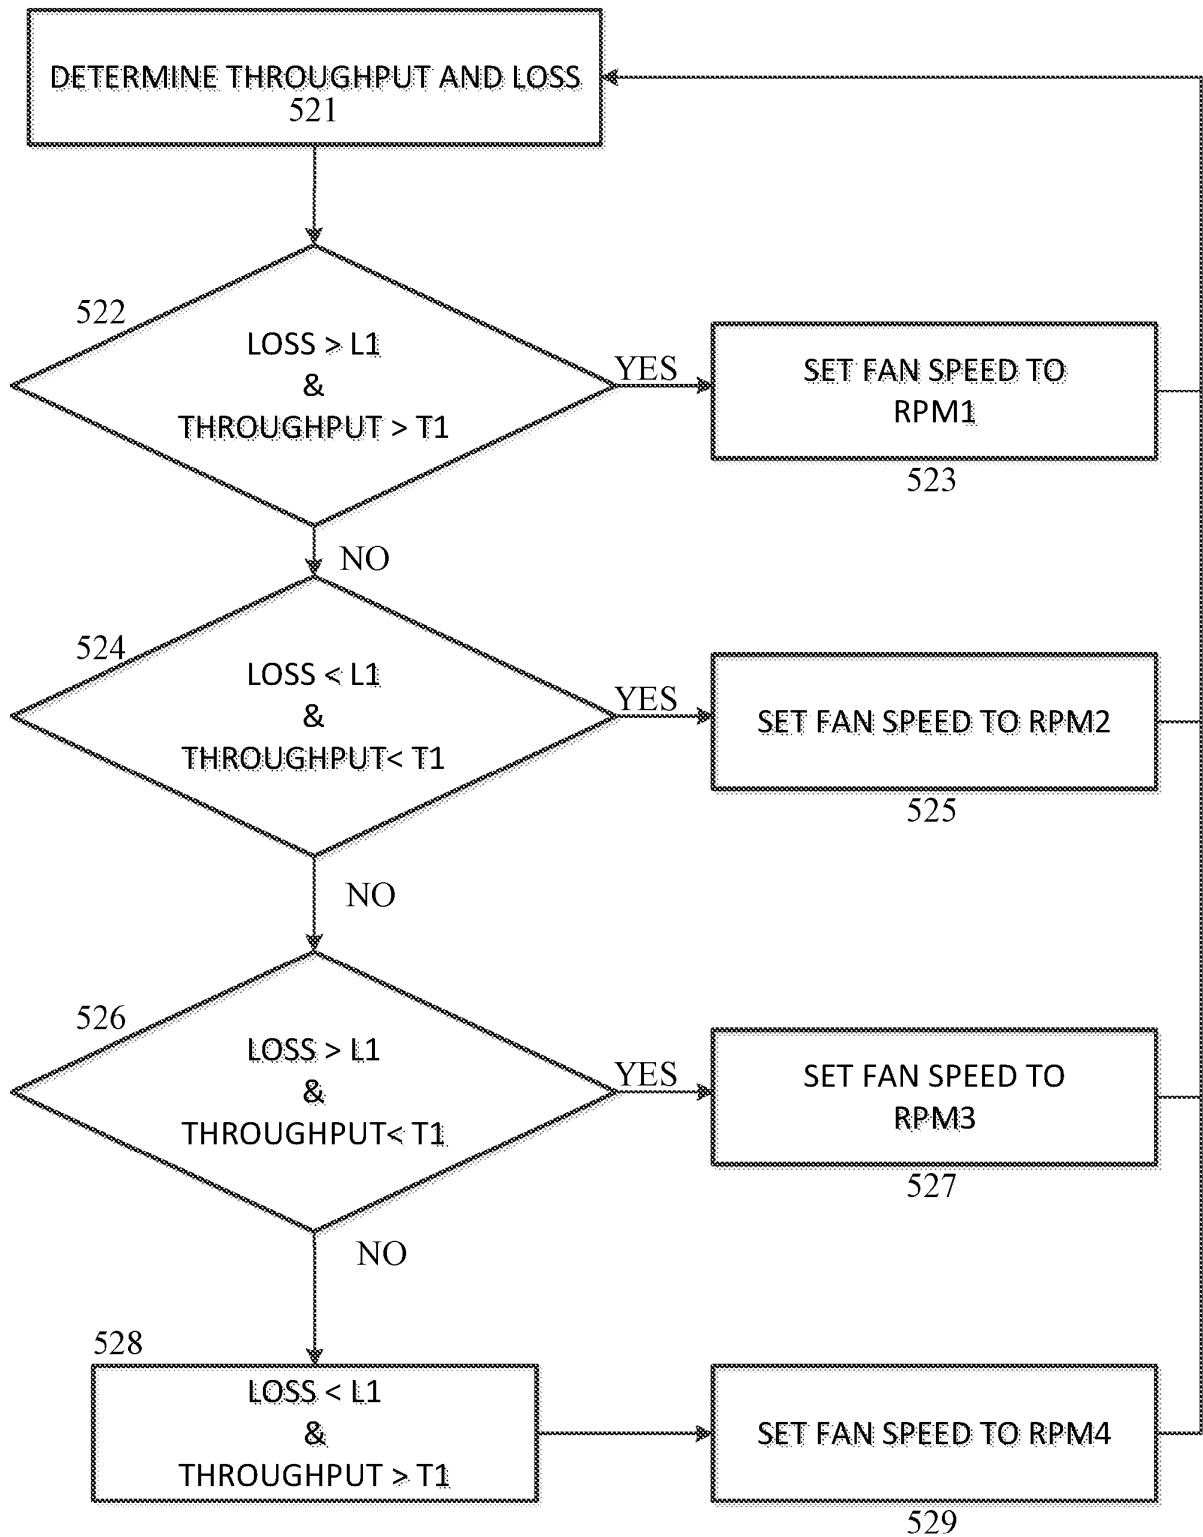 DETERMINE THROUGHPUT AND LOSS
521
522
LOSS > L1
&
THROUGHPUT > T1
YES
SET FAN SPEED TO
RPM1
523
NO
524
LOSS < L1
&
THROUGHPUT< T1
YES
SET FAN SPEED TO RPM2
525
NO
526
LOSS > L1
&
THROUGHPUT< T1
YES
SET FAN SPEED TO
RPM3
527
NO
528
LOSS < L1
&
THROUGHPUT > T1
SET FAN SPEED TO RPM4
529